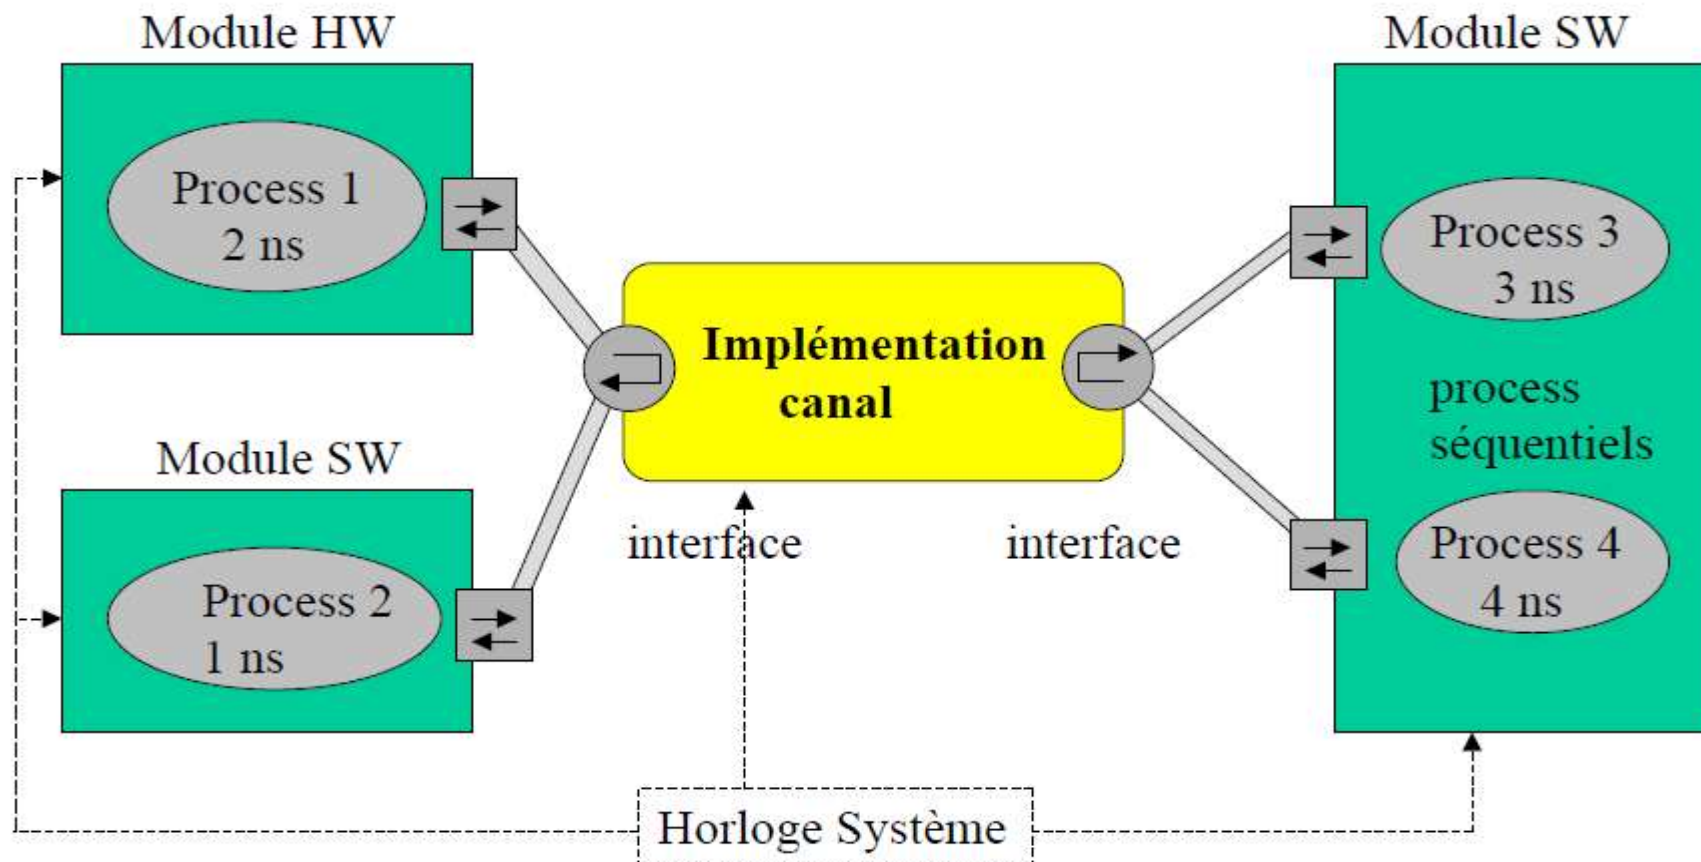 Module HW
Process 1
2 ns
Module SW
Process 2
1 ns
Implémentation
canal
interface
interface
Module SW
Process 3
3 ns
process
séquentiels
Process 4
4 ns
Horloge Système